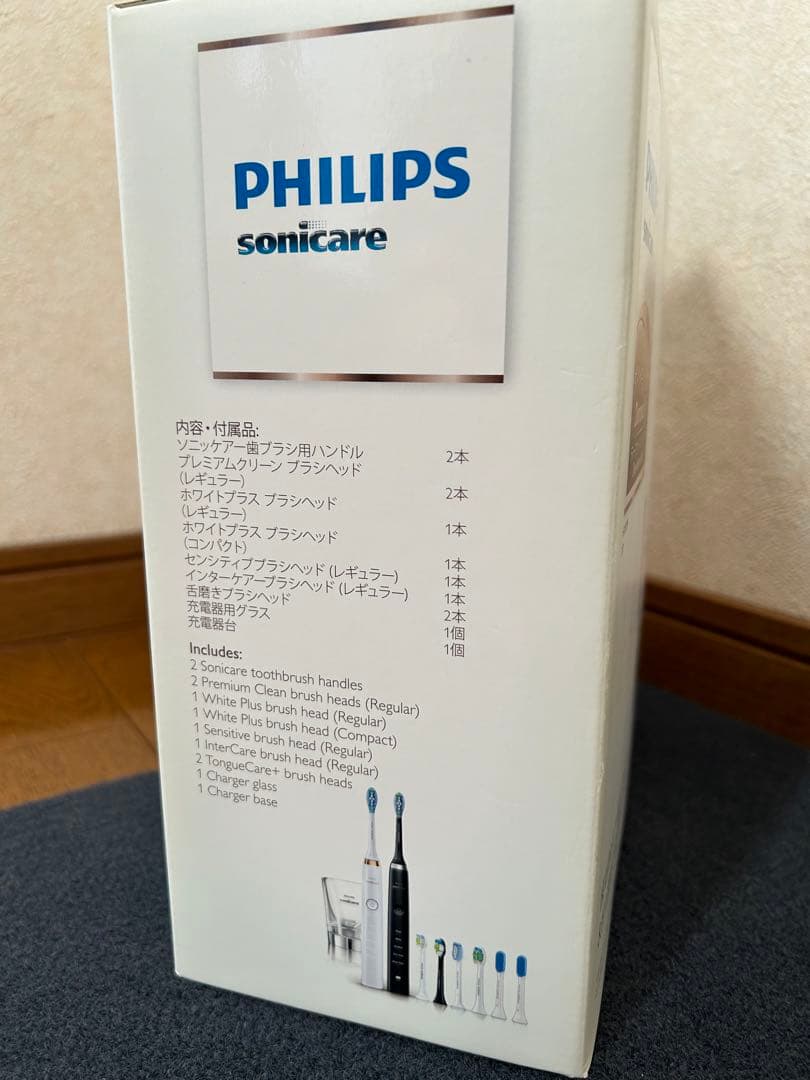 PHILIPS
sonicare
内容・付属品:
ソニッケアー歯ブラシ用ハンドル 2本
プレミアムクリーン ブラシヘッド
(レギュラー) 2本
ホワイトプラス ブラシヘッド
(レギュラー) 1本
ホワイトプラス ブラシヘッド
(コンパクト) 1本
センシティブブラシヘッド (レギュラー) 1本
インターケアーブラシヘッド (レギュラー) 1本
舌磨きブラシヘッド 2本
充電器用グラス 1個
充電器台 1個
Includes:
2 Sonicare toothbrush handles
2 Premium Clean brush heads (Regular)
1 White Plus brush head (Regular)
1 White Plus brush head (Compact)
1 Sensitive brush head (Regular)
1 InterCare brush head (Regular)
2 TongueCare+ brush heads
1 Charger glass
1 Charger base
sonicare